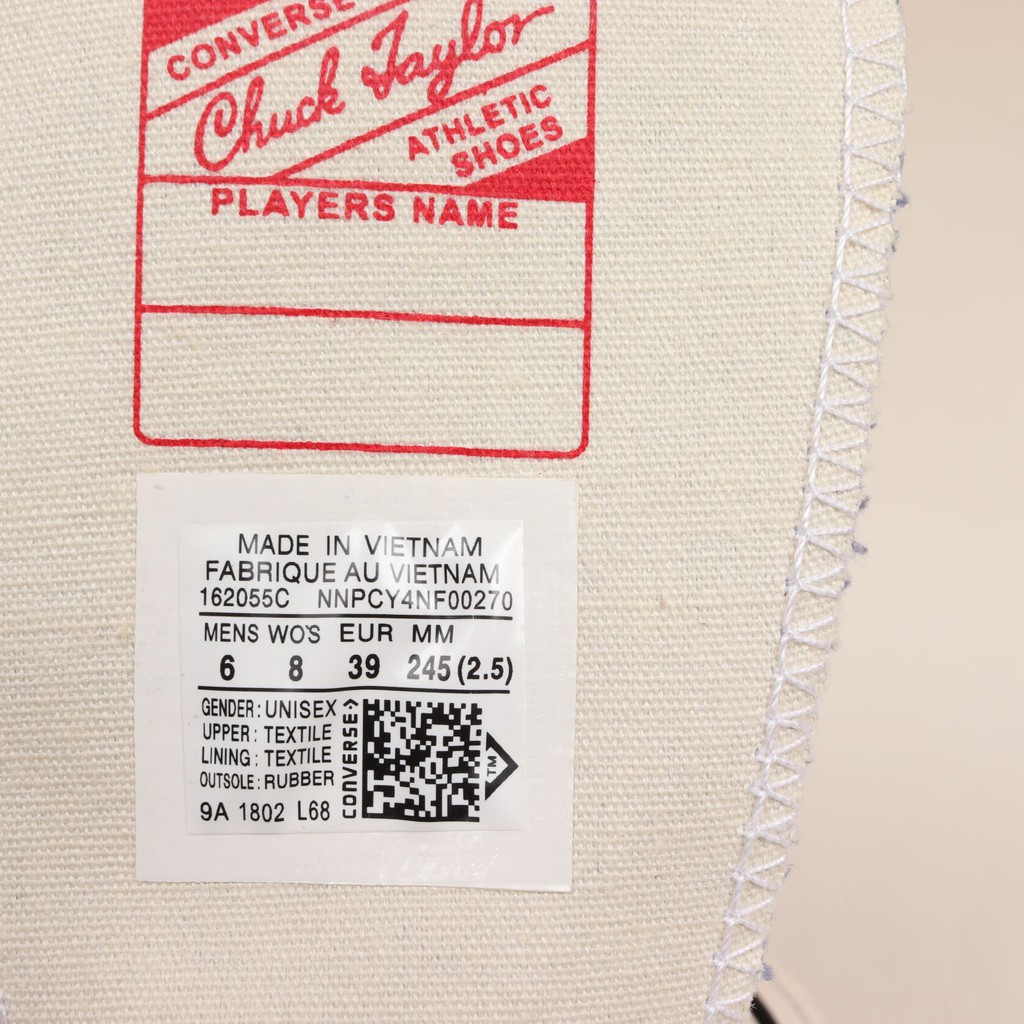 CONVERSE
Chuck Taylor
ATHLETIC
SHOES
PLAYERS NAME
MADE IN VIETNAM
FABRIQUE AU VIETNAM
162055C NNPCY4NF00270
MENS WO'S EUR MM
6 8 39 245 (2.5)
GENDER: UNISEX
UPPER: TEXTILE
LINING: TEXTILE
OUTSOLE: RUBBER
9A 1802 L68
CONVERSE
TM